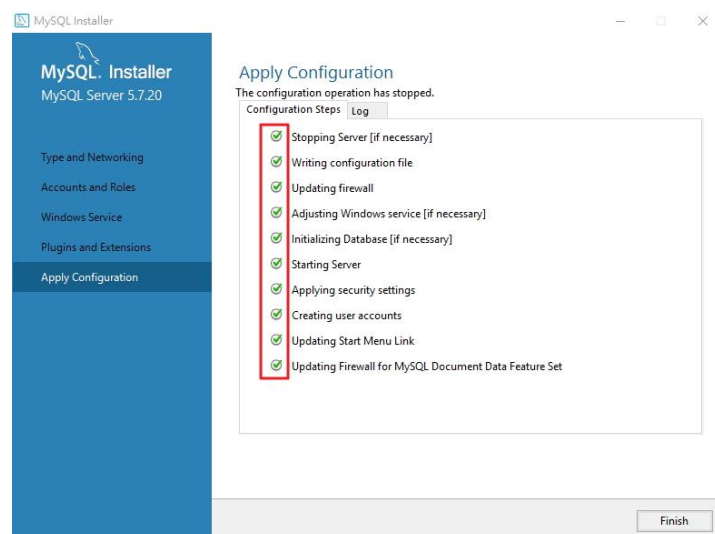 MySQL Installer
MySQL. Installer
MySQL Server 5.7.20
Type and Networking
Accounts and Roles
Windows Service
Plugins and Extensions
Apply Configuration
Apply Configuration
The configuration operation has stopped.
Configuration Steps Log
Stopping Server [if necessary]
Writing configuration file
Updating firewall
Adjusting Windows service [if necessary]
Initializing Database [if necessary]
Starting Server
Applying security settings
Creating user accounts
Updating Start Menu Link
Updating Firewall for MySQL Document Data Feature Set
Finish